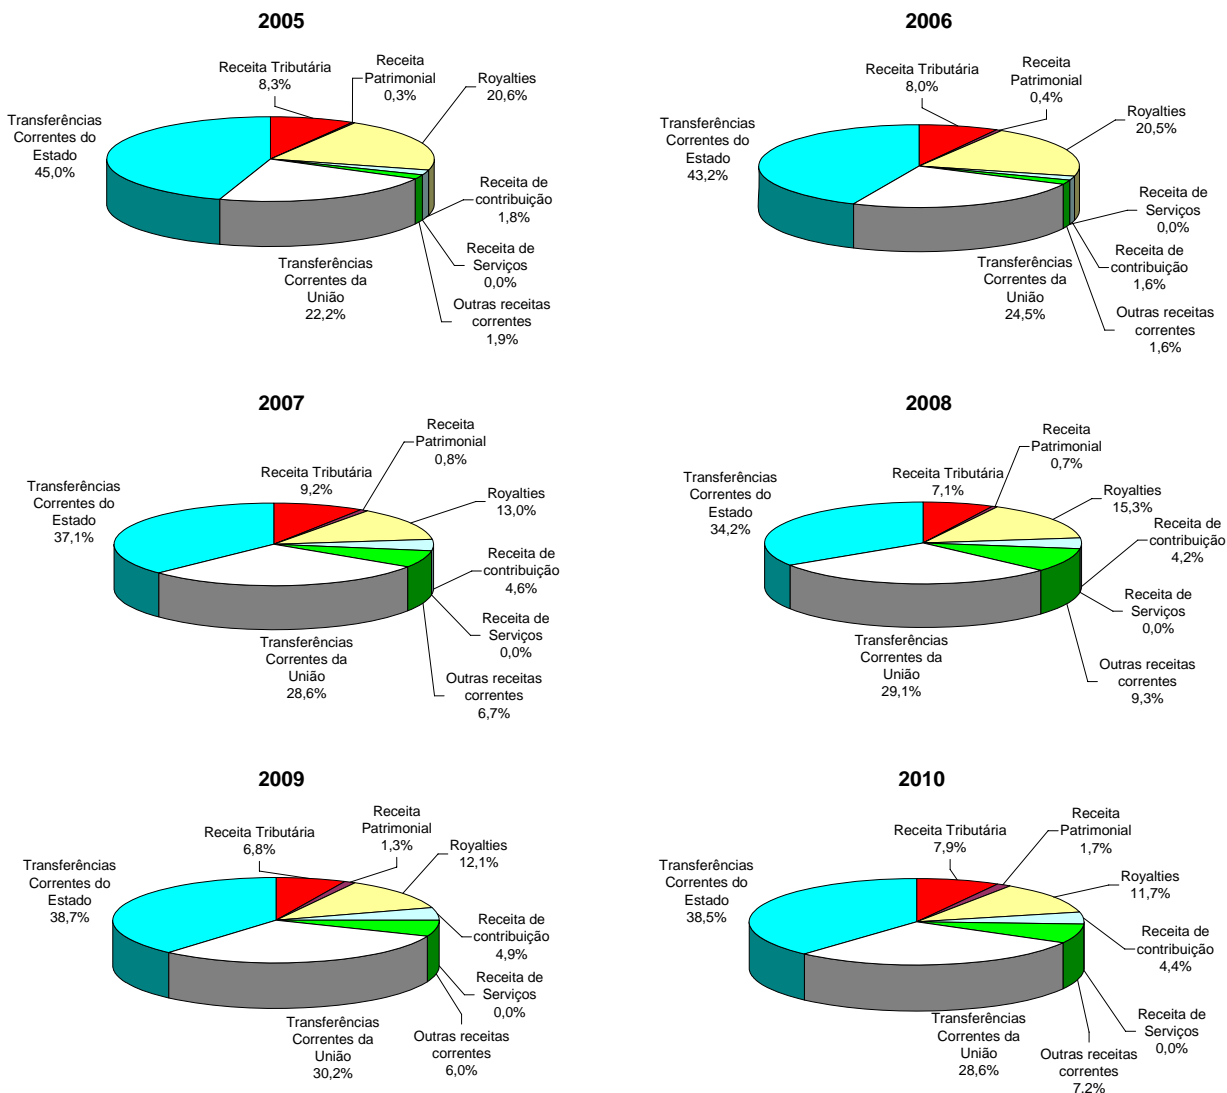 2005
Receita Tributária
8,3%
Receita
Patrimonial
0,3%
Royalties
20,6%
Transferências
Correntes do
Estado
45,0%
Receita de
contribuição
1,8%
Receita de
Serviços
0,0%
Transferências
Correntes da
União
22,2%
Outras receitas
correntes
1,9%
2006
Receita Tributária
8,0%
Receita
Patrimonial
0,4%
Royalties
20,5%
Transferências
Correntes do
Estado
43,2%
Receita de
Serviços
0,0%
Receita de
contribuição
1,6%
Transferências
Correntes da
União
24,5%
Outras receitas
correntes
1,6%
2007
Receita
Patrimonial
0,8%
Receita Tributária
9,2%
Royalties
13,0%
Transferências
Correntes do
Estado
37,1%
Receita de
contribuição
4,6%
Receita de
Serviços
0,0%
Transferências
Correntes da
União
28,6%
Outras receitas
correntes
6,7%
2008
Receita
Patrimonial
0,7%
Receita Tributária
7,1%
Royalties
15,3%
Transferências
Correntes do
Estado
34,2%
Receita de
contribuição
4,2%
Receita de
Serviços
0,0%
Transferências
Correntes da
União
29,1%
Outras receitas
correntes
9,3%
2009
Receita Tributária
6,8%
Receita
Patrimonial
1,3%
Royalties
12,1%
Transferências
Correntes do
Estado
38,7%
Receita de
contribuição
4,9%
Receita de
Serviços
0,0%
Transferências
Correntes da
União
30,2%
Outras receitas
correntes
6,0%
2010
Receita Tributária
7,9%
Receita
Patrimonial
1,7%
Royalties
11,7%
Transferências
Correntes do
Estado
38,5%
Receita de
contribuição
4,4%
Receita de
Serviços
0,0%
Transferências
Correntes da
União
28,6%
Outras receitas
correntes
7,2%